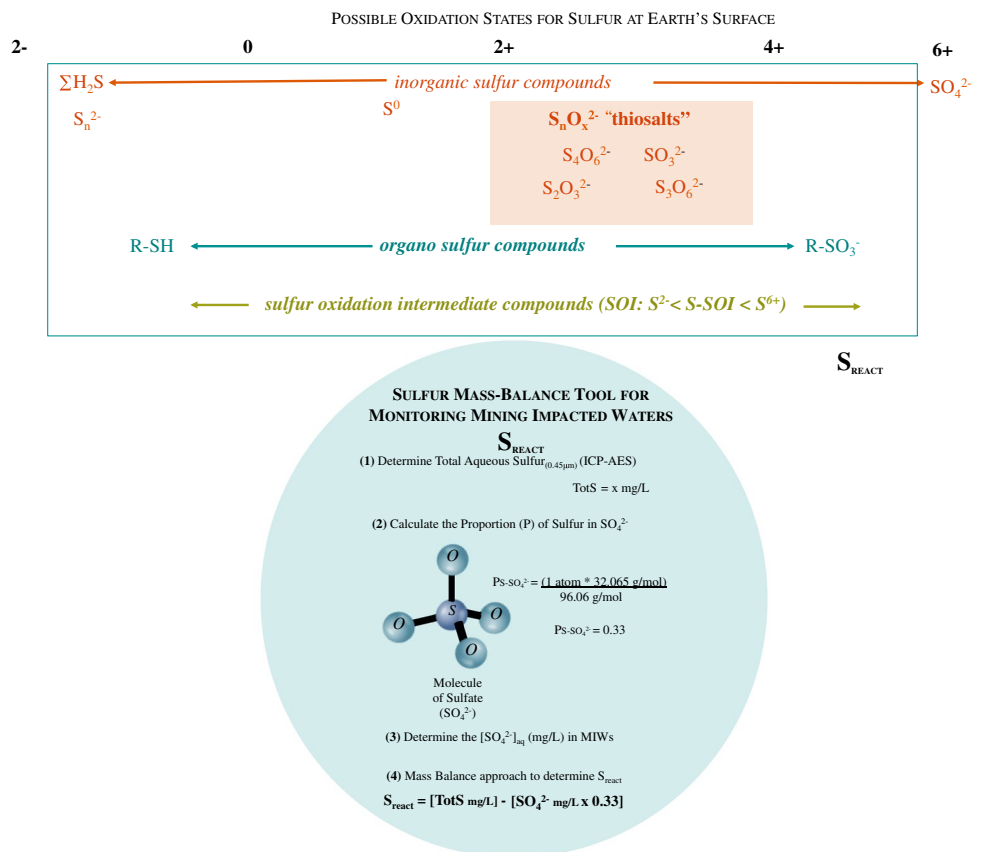 POSSIBLE OXIDATION STATES FOR SULFUR AT EARTH'S SURFACE
2- 0 2+ 4+ 6+
∑H₂S inorganic sulfur compounds SO₄²⁻
Sₙ²⁻ S⁰ SₙOₓ²⁻ “thiosalts”
S₄O₆²⁻ SO₃²⁻
S₂O₃²⁻ S₃O₆²⁻
R-SH organo sulfur compounds R-SO₃⁻
sulfur oxidation intermediate compounds (SOI: S²⁻< S-SOI < S⁶⁺)
S_REACT
SULFUR MASS-BALANCE TOOL FOR
MONITORING MINING IMPACTED WATERS
S_REACT
(1) Determine Total Aqueous Sulfur(0.45µm) (ICP-AES)
TotS = x mg/L
(2) Calculate the Proportion (P) of Sulfur in SO₄²⁻
O
O S O
O
PS-SO₄²⁻ = (1 atom * 32.065 g/mol)
96.06 g/mol
PS-SO₄²⁻ = 0.33
Molecule
of Sulfate
(SO₄²⁻)
(3) Determine the [SO₄²⁻]aq (mg/L) in MIWs
(4) Mass Balance approach to determine Sreact
Sreact = [TotS mg/L] - [SO₄²⁻ mg/L x 0.33]